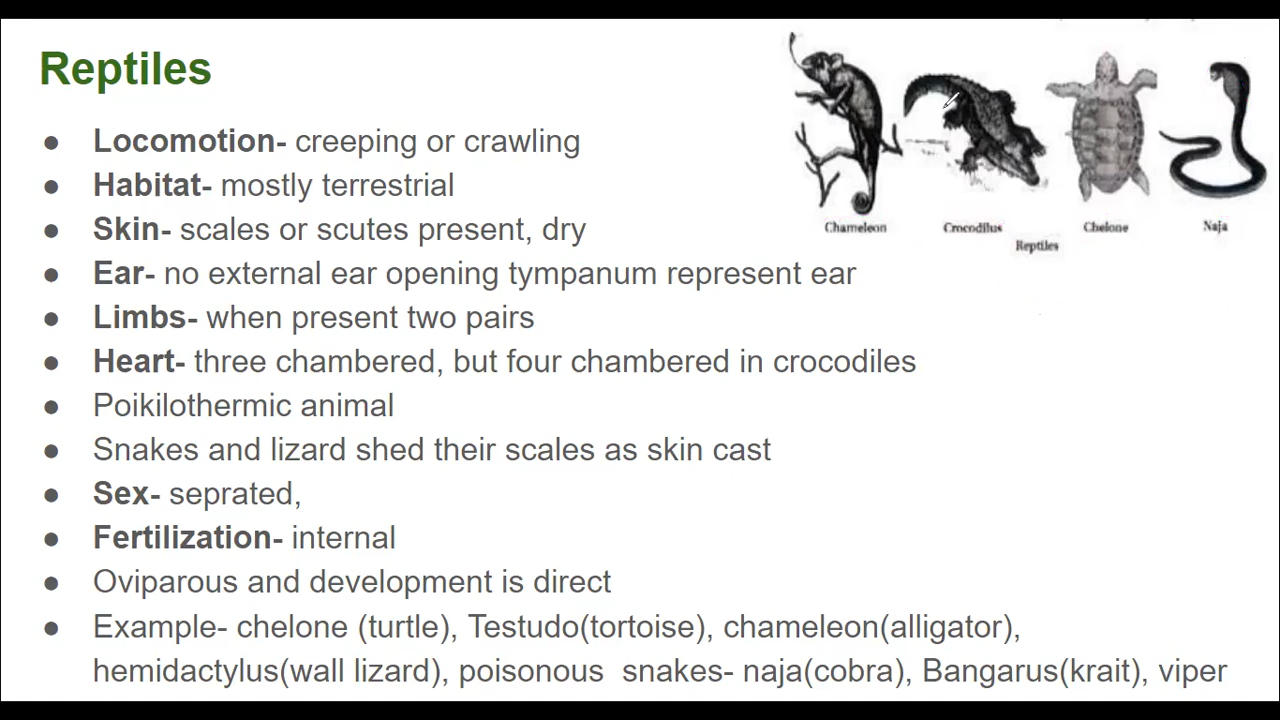 Reptiles
● Locomotion- creeping or crawling
● Habitat- mostly terrestrial
● Skin- scales or scutes present, dry
● Ear- no external ear opening tympanum represent ear
● Limbs- when present two pairs
● Heart- three chambered, but four chambered in crocodiles
● Poikilothermic animal
● Snakes and lizard shed their scales as skin cast
● Sex- seprated,
● Fertilization- internal
● Oviparous and development is direct
● Example- chelone (turtle), Testudo(tortoise), chameleon(alligator),
hemidactylus(wall lizard), poisonous  snakes- naja(cobra), Bangarus(krait), viper
Chameleon Crocodilus Chelone Naja
Reptiles